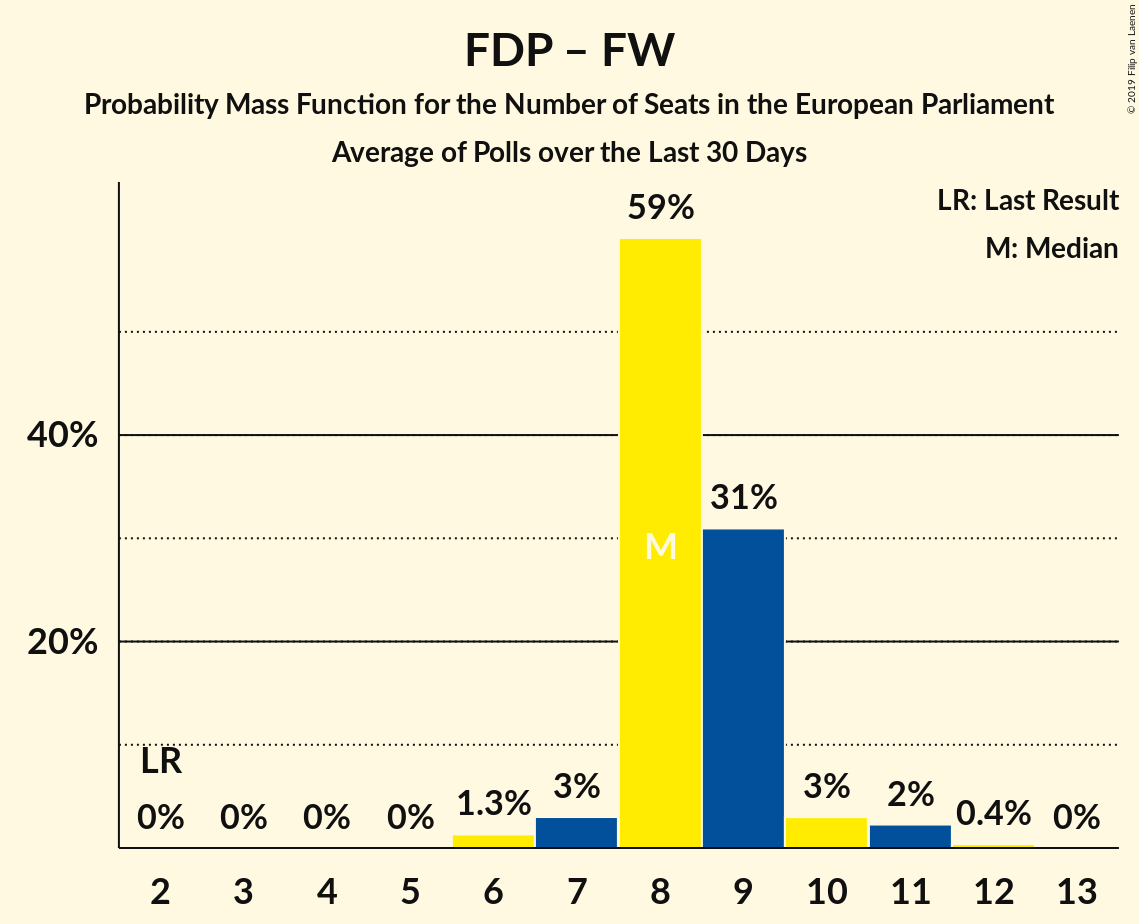 FDP – FW
Probability Mass Function for the Number of Seats in the European Parliament
Average of Polls over the Last 30 Days
© 2019 Filip van Laenen
LR: Last Result
M: Median
59%
40%
31%
M
20%
LR
0% 0% 0% 0% 1.3% 3% 3% 2% 0.4% 0%
2 3 4 5 6 7 8 9 10 11 12 13